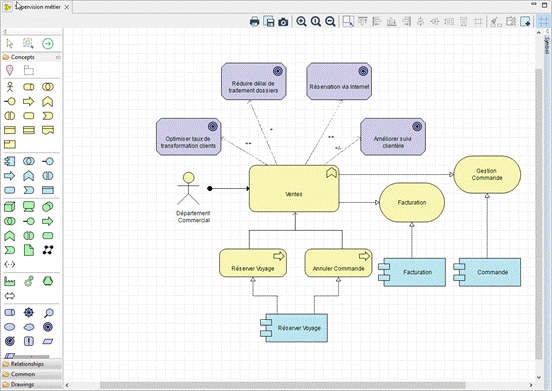 Supervision métier
Symbol
Concepts
Réduire délai de
traitement dossiers
Réservation via Internet
Optimiser taux de
transformation clients
Améliorer suivi
clientèle
+
++
++
+/-
Département
Commercial
Ventes
Gestion
Commande
Facturation
Réserver Voyage
Annuler Commande
Facturation
Commande
Réserver Voyage
Relationships
Common
Drawings